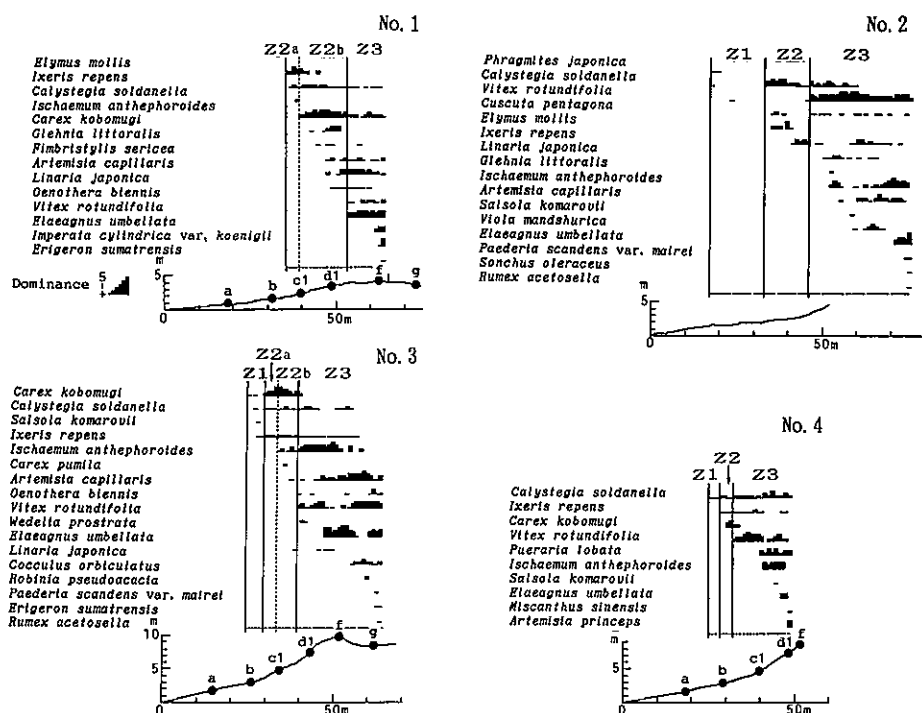 No. 1
Z2a Z2b Z3
Elymus mollis
Ixeris repens
Calystegia soldanella
Ischaemum anthephoroides
Carex kobomugi
Glehnia littoralis
Fimbristylis sericea
Artemisia capillaris
Linaria japonica
Oenothera biennis
Vitex rotundifolia
Elaeagnus umbellata
Imperata cylindrica var. koenigii
Erigeron sumatrensis
Dominance 5 1
m
5
a b c1 d1 f g
0 50m
No. 2
Z1 Z2 Z3
Phragmites japonica
Calystegia soldanella
Vitex rotundifolia
Cuscuta pentagona
Elymus mollis
Ixeris repens
Linaria japonica
Glehnia littoralis
Ischaemum anthephoroides
Artemisia capillaris
Salsola komarovii
Viola mandshurica
Elaeagnus umbellata
Paederia scandens var. mairei
Sonchus oleraceus
Rumex acetosella
m
5
0 50m
No. 3
Z2a
Z1 Z2b Z3
Carex kobomugi
Calystegia soldanella
Salsola komarovii
Ixeris repens
Ischaemum anthephoroides
Carex pumila
Artemisia capillaris
Oenothera biennis
Vitex rotundifolia
Wedelia prostrata
Elaeagnus umbellata
Linaria japonica
Cocculus orbiculatus
Robinia pseudoacacia
Paederia scandens var. mairei
Erigeron sumatrensis
Rumex acetosella
m
10
5
a b c1 d1 f g
0 50m
No. 4
Z2
Z1 Z3
Calystegia soldanella
Ixeris repens
Carex kobomugi
Vitex rotundifolia
Pueraria lobata
Ischaemum anthephoroides
Salsola komarovii
Elaeagnus umbellata
Miscanthus sinensis
Artemisia princeps
m
5
a b c1 d1 f
0 50m